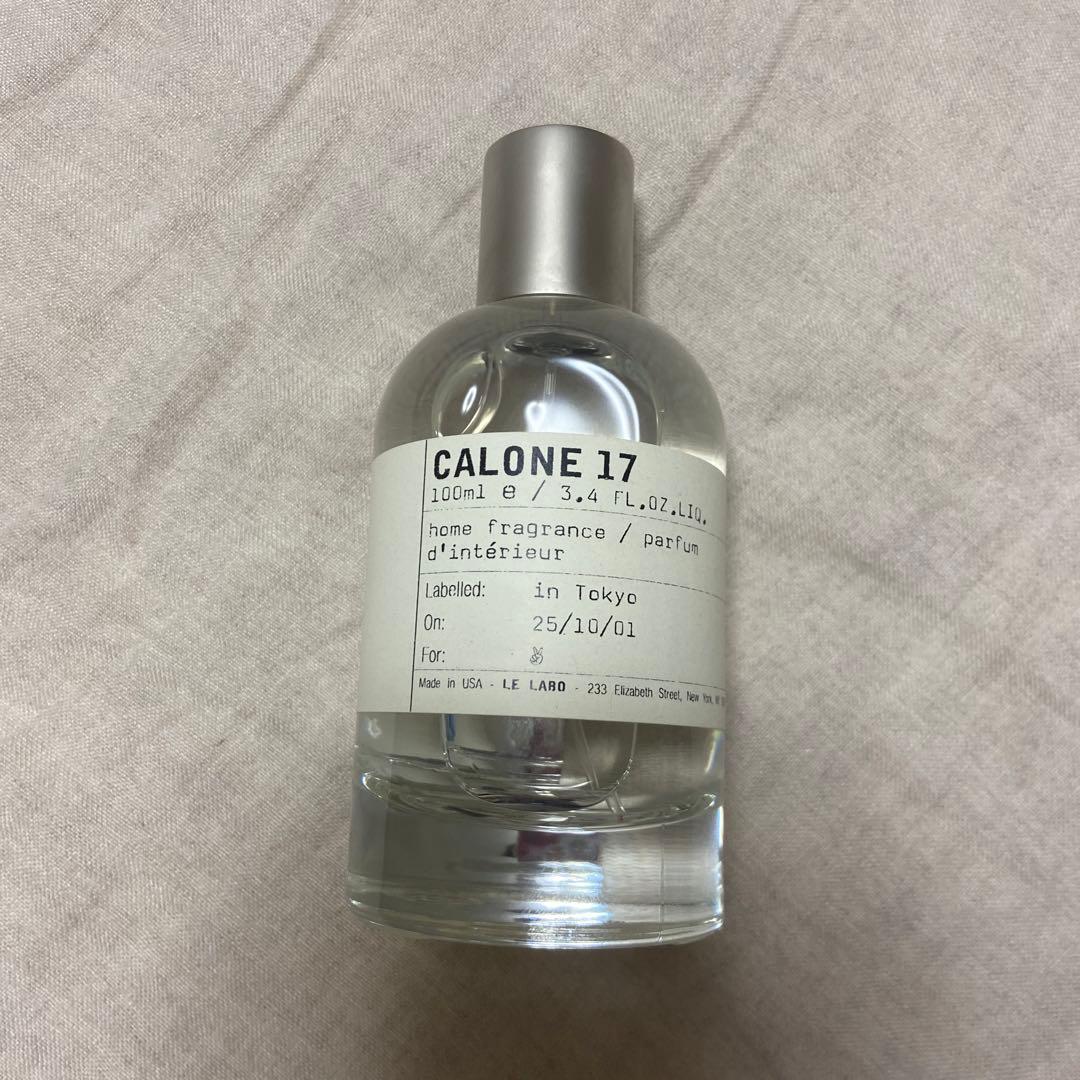 CALONE 17
100ml e / 3.4 FL.OZ.LIQ.
home fragrance / parfum
d'intérieur
Labelled: in Tokyo
On: 25/10/01
For: ✌
Made in USA - LE LABO - 233 Elizabeth Street, New York, NY